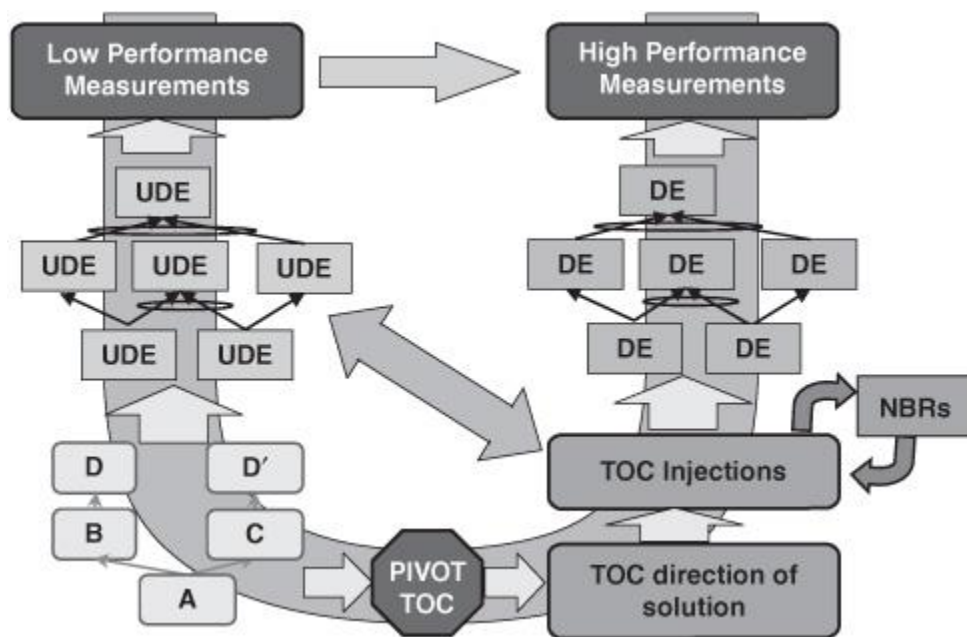 Low Performance
Measurements
High Performance
Measurements
UDE
DE
UDE
UDE
UDE
DE
DE
DE
UDE
UDE
DE
DE
NBRs
D
D′
TOC Injections
B
C
A
PIVOT
TOC
TOC direction of
solution